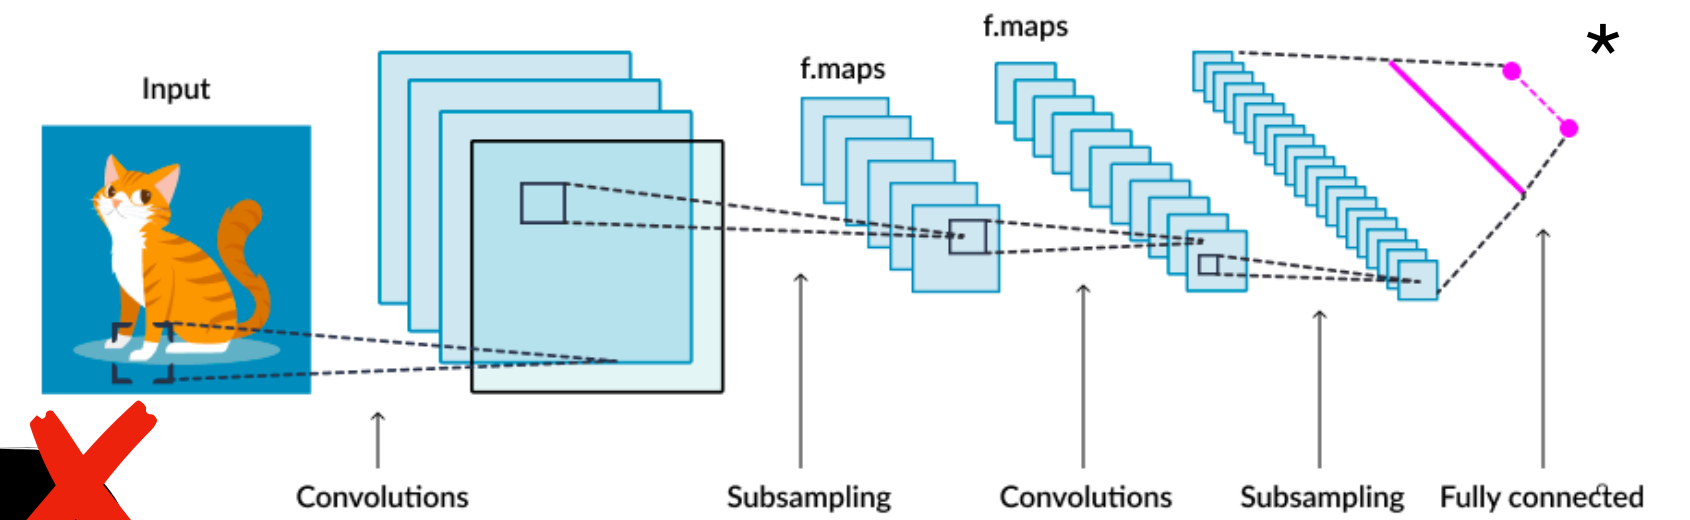 f.maps
*
f.maps
Input
Convolutions
Subsampling
Convolutions
Subsampling
Fully connected